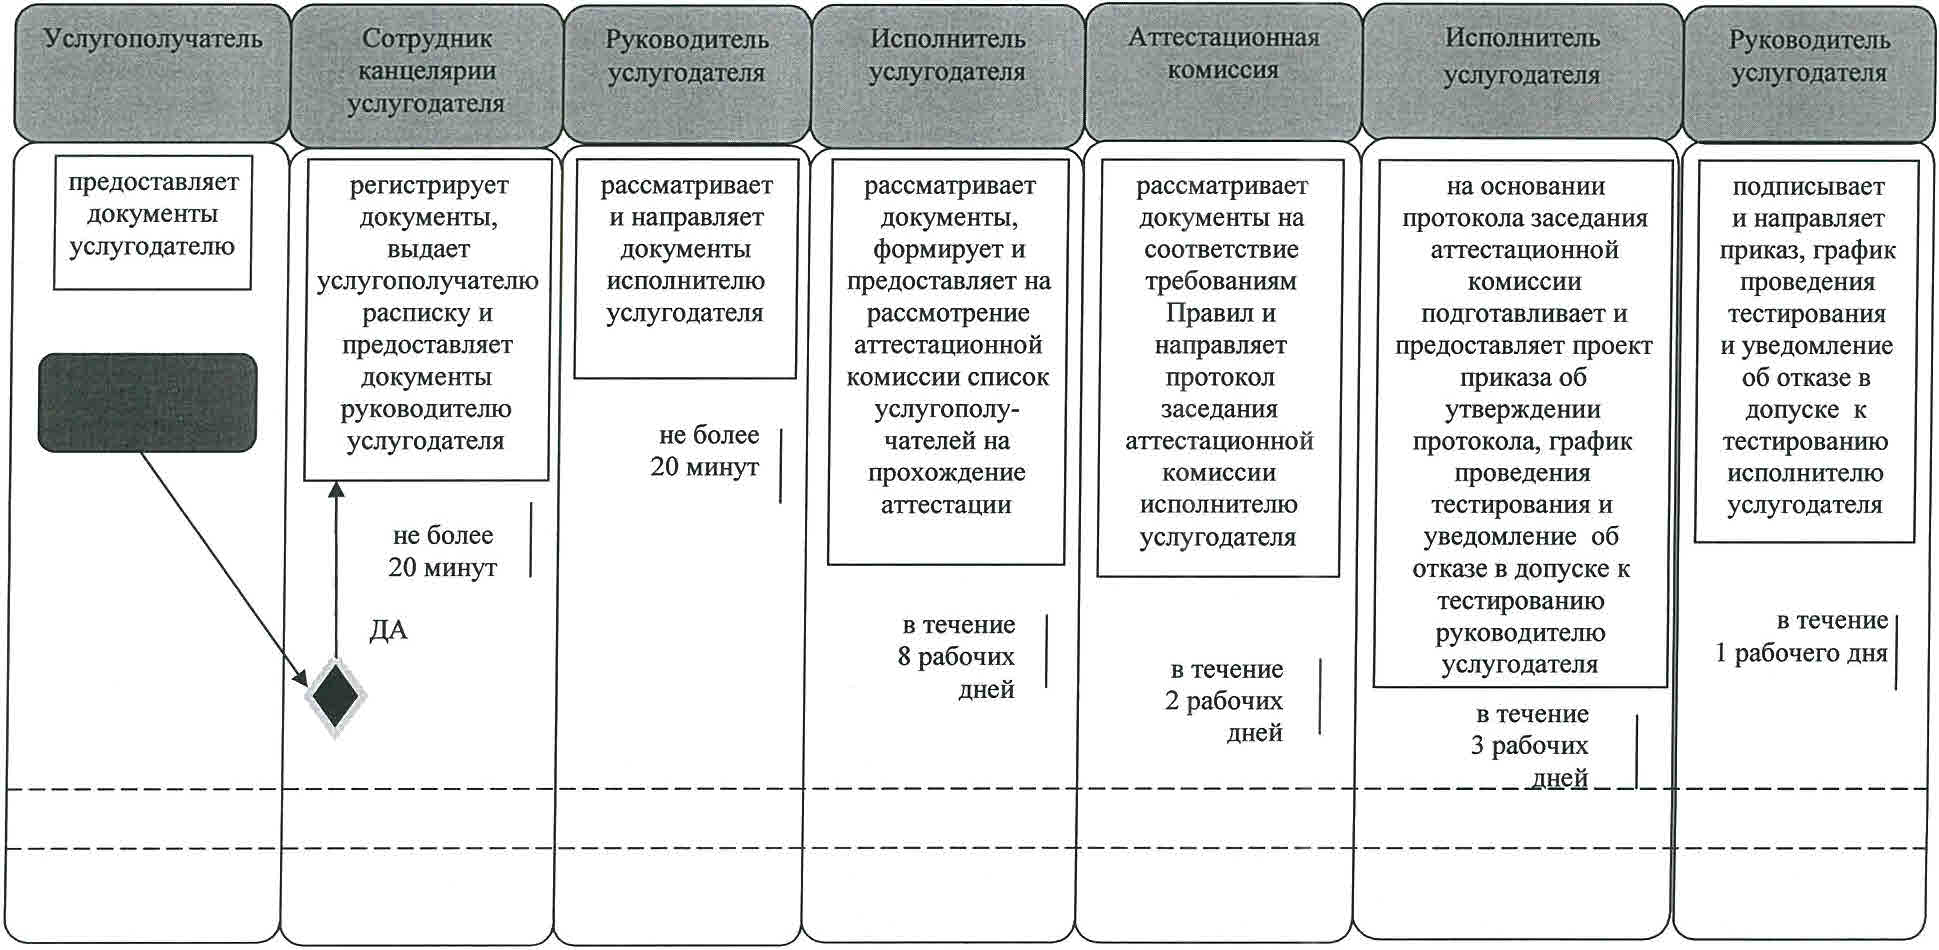 Услугополучатель
Сотрудник
канцелярии
услугодателя
Руководитель
услугодателя
Исполнитель
услугодателя
Аттестационная
комиссия
Исполнитель
услугодателя
Руководитель
услугодателя
предоставляет
документы
услугодателю
регистрирует
документы,
выдает
услугополучателю
расписку и
предоставляет
документы
руководителю
услугодателя
не более
20 минут
ДА
рассматривает
и направляет
документы
исполнителю
услугодателя
не более
20 минут
рассматривает
документы,
формирует и
предоставляет на
рассмотрение
аттестационной
комиссии список
услугополу-
чателей на
прохождение
аттестации
в течение
8 рабочих
дней
рассматривает
документы на
соответствие
требованиям
Правил и
направляет
протокол
заседания
аттестационной
комиссии
исполнителю
услугодателя
в течение
2 рабочих
дней
на основании
протокола заседания
аттестационной
комиссии
подготавливает и
предоставляет проект
приказа об
утверждении
протокола, график
проведения
тестирования и
уведомление об
отказе в допуске к
тестированию
руководителю
услугодателя
в течение
3 рабочих
дней
подписывает
и направляет
приказ, график
проведения
тестирования
и уведомление
об отказе в
допуске к
тестированию
исполнителю
услугодателя
в течение
1 рабочего дня